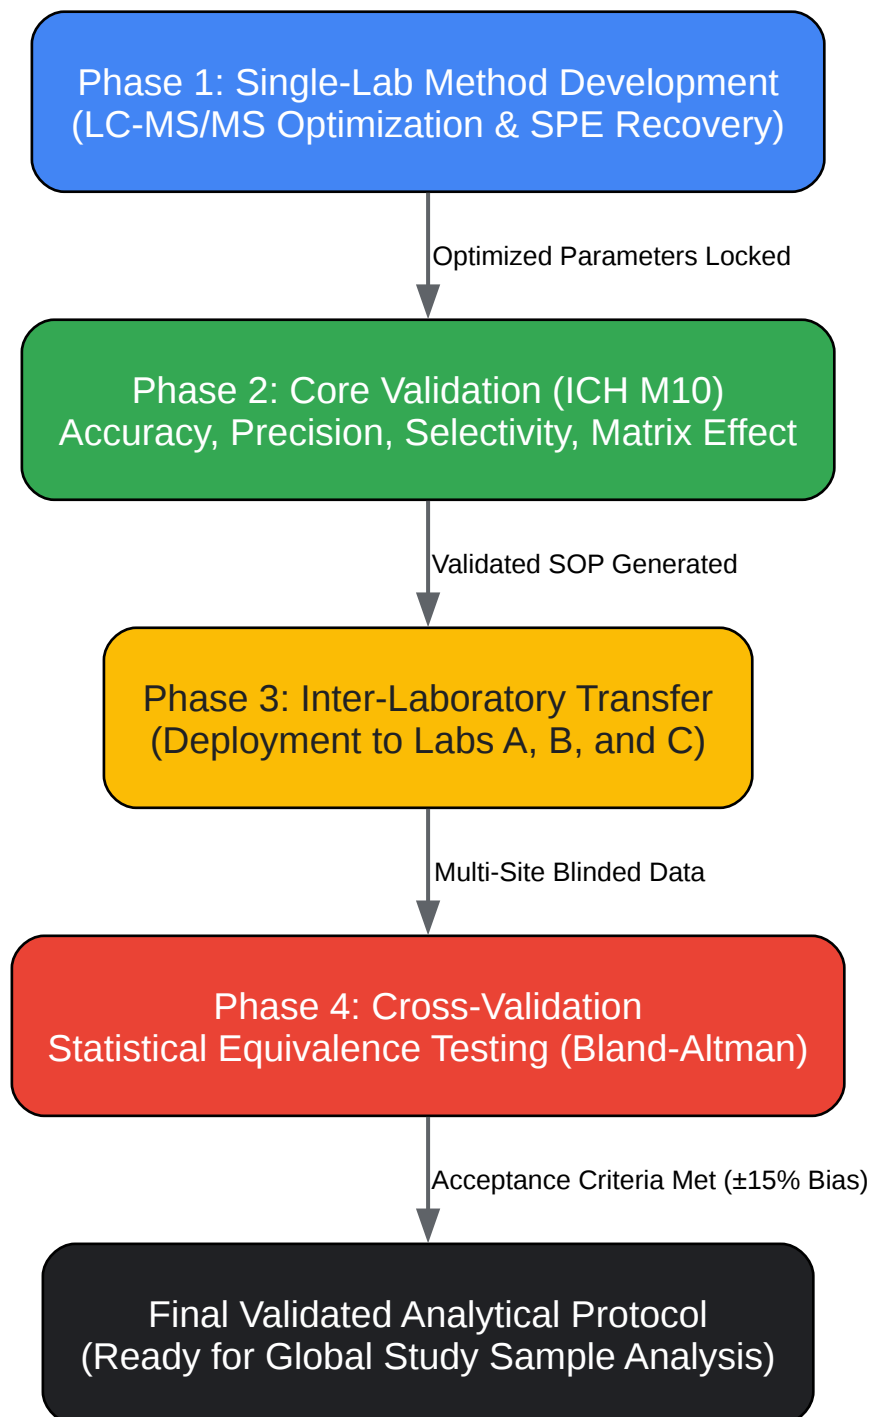 Phase 1: Single-Lab Method Development
(LC-MS/MS Optimization & SPE Recovery)
Optimized Parameters Locked
Phase 2: Core Validation (ICH M10)
Accuracy, Precision, Selectivity, Matrix Effect
Validated SOP Generated
Phase 3: Inter-Laboratory Transfer
(Deployment to Labs A, B, and C)
Multi-Site Blinded Data
Phase 4: Cross-Validation
Statistical Equivalence Testing (Bland-Altman)
Acceptance Criteria Met (±15% Bias)
Final Validated Analytical Protocol
(Ready for Global Study Sample Analysis)